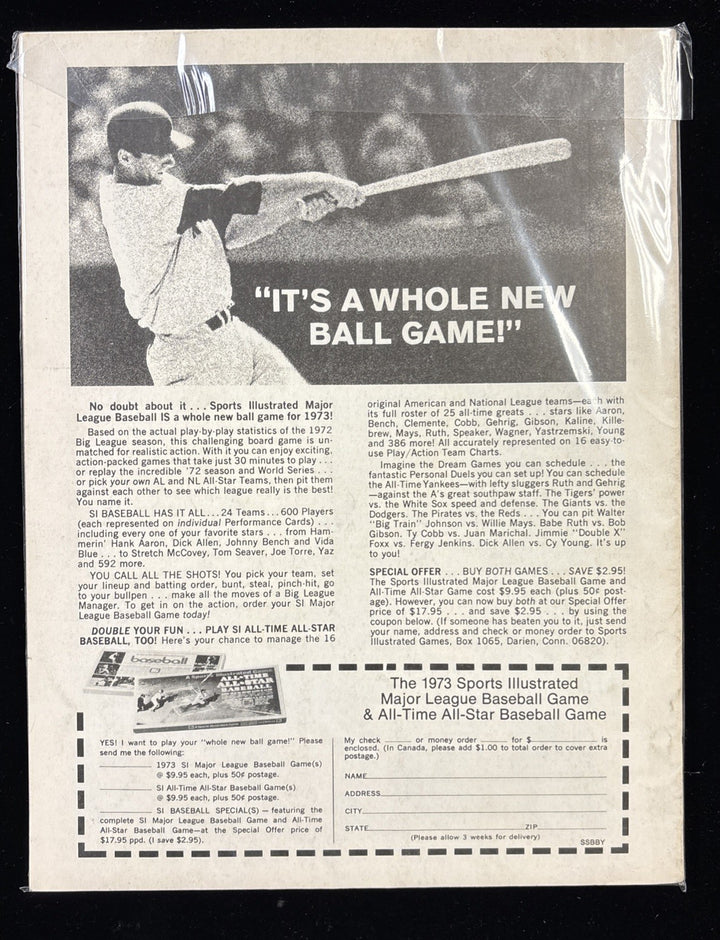 “IT’S A WHOLE NEW
BALL GAME!”
No doubt about it . . . Sports Illustrated Major
League Baseball IS a whole new ball game for 1973!
Based on the actual play-by-play statistics of the 1972
Big League season, this challenging board game is un-
matched for realistic action. With it you can enjoy exciting,
action-packed games that take just 30 minutes to play . . .
or replay the incredible ’72 season and World Series . . .
or pick your own AL and NL All-Star Teams, then pit them
against each other to see which league really is the best!
You name it.
SI BASEBALL HAS IT ALL...24 Teams...600 Players
(each represented on individual Performance Cards) . . .
including every one of your favorite stars . . . from Ham-
merin’ Hank Aaron, Dick Allen, Johnny Bench and Vida
Blue . . . to Stretch McCovey, Tom Seaver, Joe Torre, Yaz
and 592 more.
YOU CALL ALL THE SHOTS! You pick your team, set
your lineup and batting order, bunt, steal, pinch-hit, go
to your bullpen . . . make all the moves of a Big League
Manager. To get in on the action, order your SI Major
League Baseball Game today!
DOUBLE YOUR FUN . . . PLAY SI ALL-TIME ALL-STAR
BASEBALL, TOO! Here’s your chance to manage the 16
original American and National League teams—each with
its full roster of 25 all-time greats . . . stars like Aaron,
Bench, Clemente, Cobb, Gehrig, Gibson, Kaline, Kille-
brew, Mays, Ruth, Speaker, Wagner, Yastrzemski, Young
and 386 more! All accurately represented on 16 easy-to-
use Play/Action Team Charts.
Imagine the Dream Games you can schedule . . . the
fantastic Personal Duels you can set up! You can schedule
the All-Time Yankees—with lefty sluggers Ruth and Gehrig
—against the A’s great southpaw staff. The Tigers’ power
vs. the White Sox speed and defense. The Giants vs. the
Dodgers. The Pirates vs. the Reds . . . You can pit Walter
“Big Train” Johnson vs. Willie Mays. Babe Ruth vs. Bob
Gibson. Ty Cobb vs. Juan Marichal. Jimmie “Double X”
Foxx vs. Fergy Jenkins. Dick Allen vs. Cy Young. It’s up
to you!
SPECIAL OFFER . . . BUY BOTH GAMES . . . SAVE $2.95!
The Sports Illustrated Major League Baseball Game and
All-Time All-Star Game cost $9.95 each (plus 50¢ post-
age). However, you can now buy both at our Special Offer
price of $17.95 . . . and save $2.95 . . . by using the
coupon below. (If someone has beaten you to it, just send
your name, address and check or money order to Sports
Illustrated Games, Box 1065, Darien, Conn. 06820).
baseball
ALL-TIME
ALL-STAR
BASEBALL
The 1973 Sports Illustrated
Major League Baseball Game
& All-Time All-Star Baseball Game
YES! I want to play your “whole new ball game!” Please
send me the following:
1973 SI Major League Baseball Game(s)
@ $9.95 each, plus 50¢ postage.
SI All-Time All-Star Baseball Game(s)
@ $9.95 each, plus 50¢ postage.
SI BASEBALL SPECIAL(S) — featuring the
complete SI Major League Baseball Game and All-Time
All-Star Baseball Game—at the Special Offer price of
$17.95 ppd. (I save $2.95).
My check ______ or money order ______ for $______ is
enclosed. (In Canada, please add $1.00 to total order to cover extra
postage.)
NAME
ADDRESS
CITY
STATE ZIP
(Please allow 3 weeks for delivery)
SSBBY